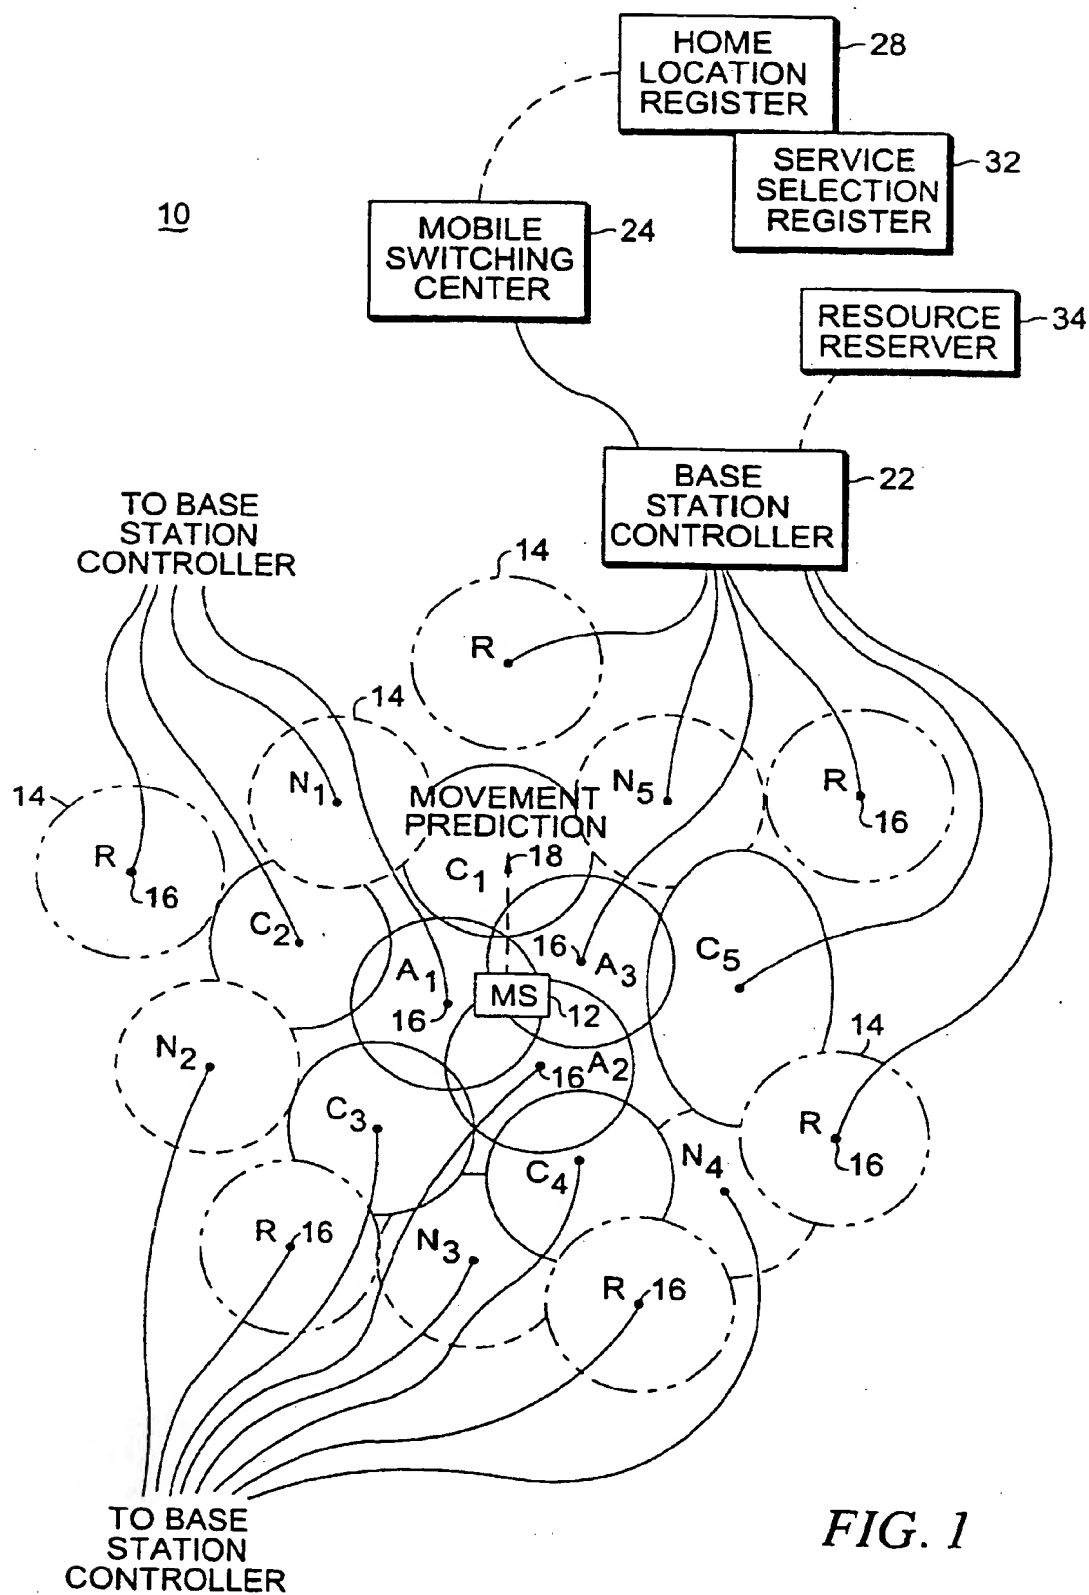 HOME
LOCATION
REGISTER
28
SERVICE
SELECTION
REGISTER
32
10
MOBILE
SWITCHING
CENTER
24
RESOURCE
RESERVER
34
BASE
STATION
CONTROLLER
22
TO BASE
STATION
CONTROLLER
14
R
14
N1
N5
R
16
14
R
16
MOVEMENT
PREDICTION
18
C1
C2
A1
16
16
A3
C5
MS
12
14
N2
16
A2
C3
C4
N4
R
16
R
16
N3
R
16
TO BASE
STATION
CONTROLLER
FIG. 1